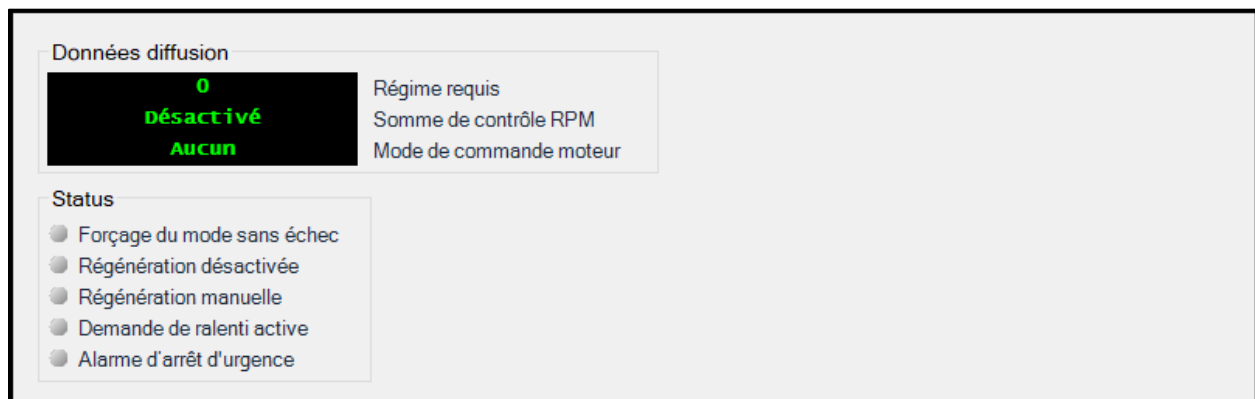 Données diffusion
0 Régime requis
Désactivé Somme de contrôle RPM
Aucun Mode de commande moteur
Status
Forçage du mode sans échec
Régénération désactivée
Régénération manuelle
Demande de ralenti active
Alarme d'arrêt d'urgence